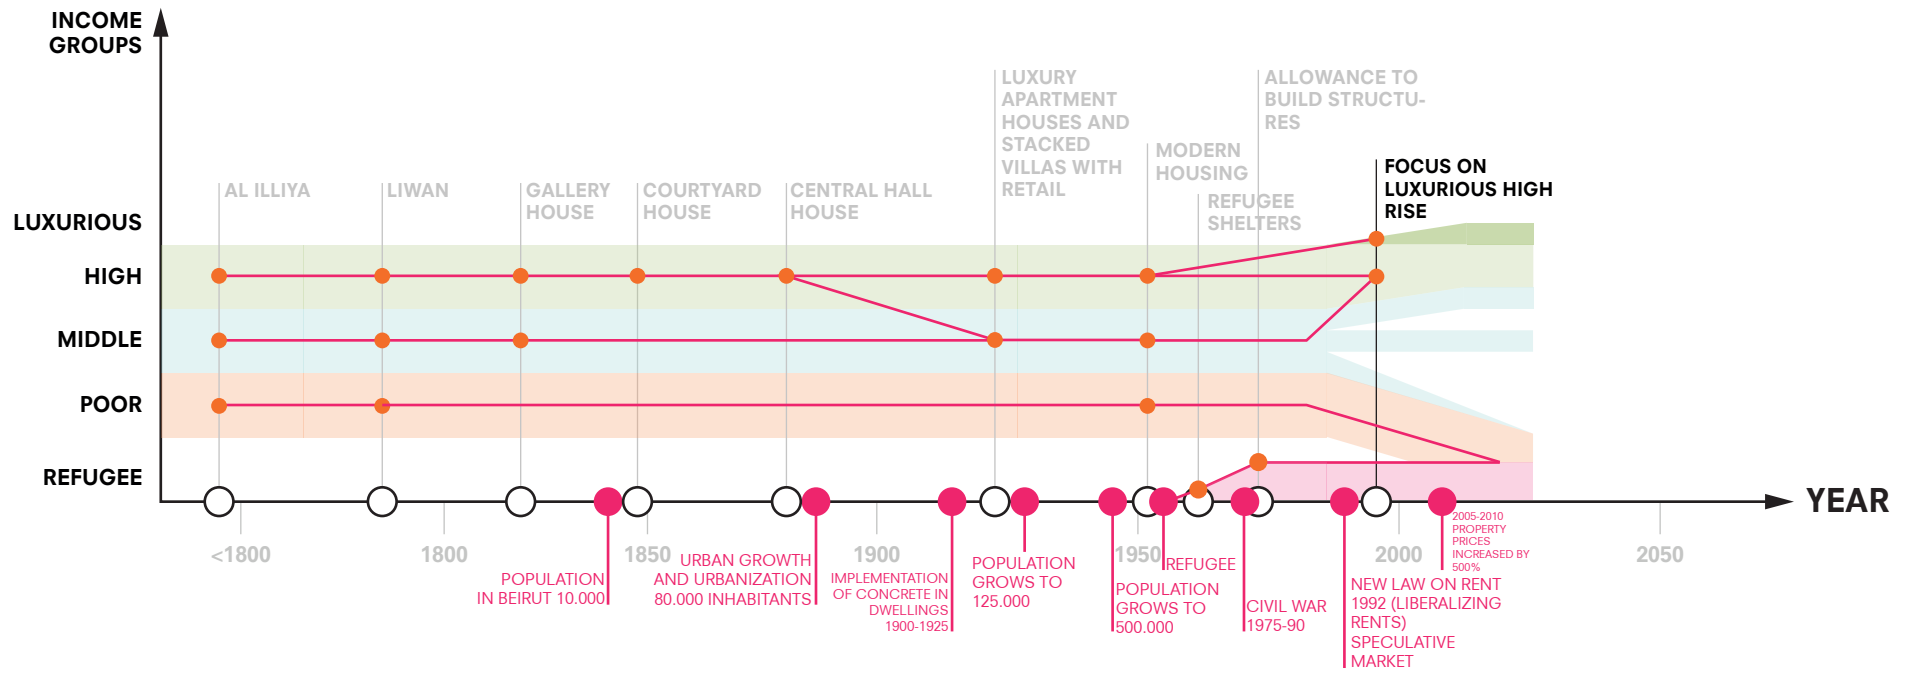 INCOME
GROUPS
LUXURIOUS
HIGH
MIDDLE
POOR
REFUGEE
AL ILLIYA
LIWAN
GALLERY
HOUSE
COURTYARD
HOUSE
CENTRAL HALL
HOUSE
LUXURY
APARTMENT
HOUSES AND
STACKED
VILLAS WITH
RETAIL
MODERN
HOUSING
REFUGEE
SHELTERS
ALLOWANCE TO
BUILD STRUCTU-
RES
FOCUS ON
LUXURIOUS HIGH
RISE
YEAR
<1800
1800
1850
1900
1950
2000
2050
POPULATION
IN BEIRUT 10.000
URBAN GROWTH
AND URBANIZATION
80.000 INHABITANTS
IMPLEMENTATION
OF CONCRETE IN
DWELLINGS
1900-1925
POPULATION
GROWS TO
125.000
POPULATION
GROWS TO
500.000
REFUGEE
CIVIL WAR
1975-90
NEW LAW ON RENT
1992 (LIBERALIZING
RENTS)
SPECULATIVE
MARKET
2005-2010
PROPERTY
PRICES
INCREASED BY
500%